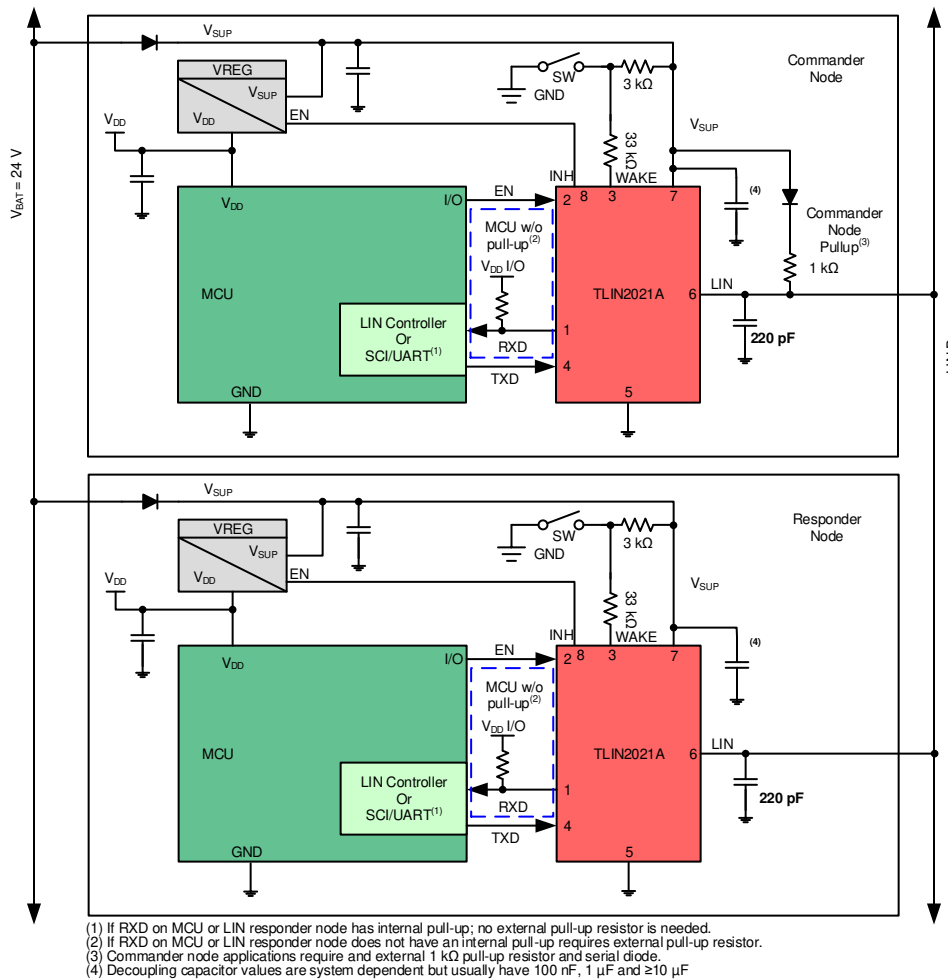 V_SUP
Commander
Node
VREG
V_SUP
V_DD
EN
SW
GND
3 kΩ
V_DD
V_SUP
33 kΩ
V_BAT = 24 V
INH
WAKE
8
3
7
(4)
V_DD
I/O
EN
2
MCU w/o
pull-up(2)
V_DD I/O
Commander
Node
Pullup(3)
1 kΩ
MCU
TLIN2021A
6
LIN
LIN Controller
Or
SCI/UART(1)
1
RXD
220 pF
4
TXD
GND
5
V_SUP
Responder
Node
VREG
V_SUP
V_DD
EN
SW
GND
3 kΩ
V_DD
V_SUP
33 kΩ
INH
WAKE
8
3
7
(4)
V_DD
I/O
EN
2
MCU w/o
pull-up(2)
V_DD I/O
MCU
TLIN2021A
6
LIN
LIN Controller
Or
SCI/UART(1)
1
RXD
220 pF
4
TXD
GND
5
(1) If RXD on MCU or LIN responder node has internal pull-up; no external pull-up resistor is needed.
(2) If RXD on MCU or LIN responder node does not have an internal pull-up requires external pull-up resistor.
(3) Commander node applications require and external 1 kΩ pull-up resistor and serial diode.
(4) Decoupling capacitor values are system dependent but usually have 100 nF, 1 µF and ≥10 µF